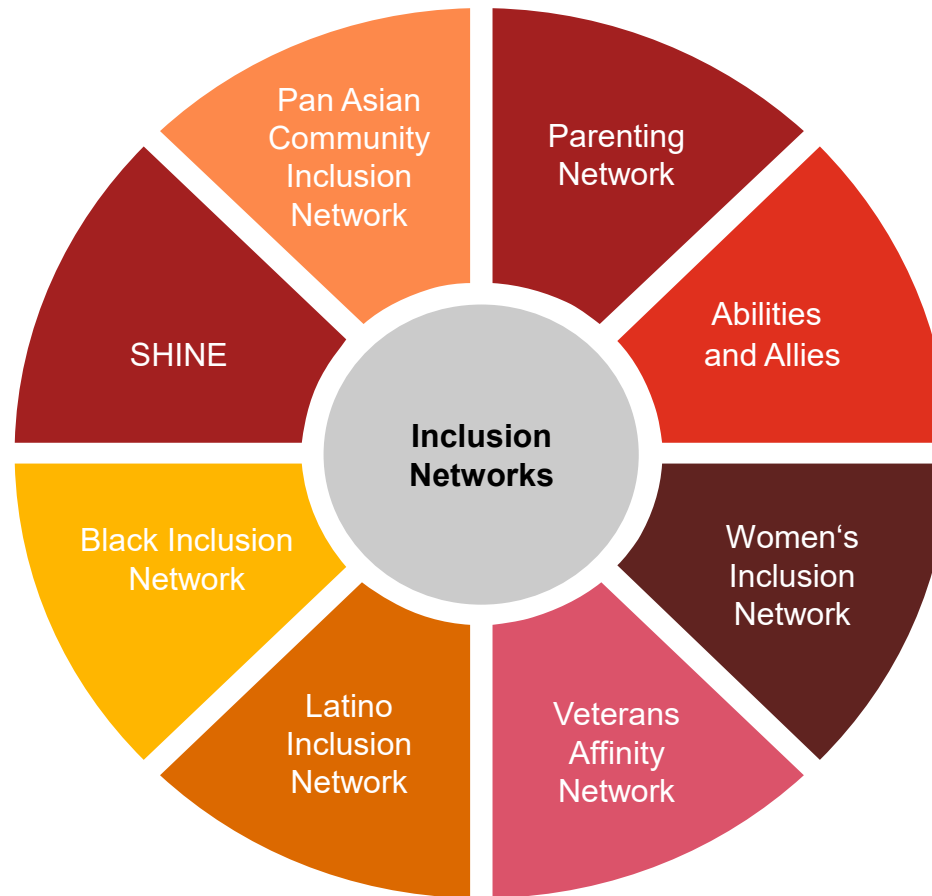 Pan Asian
Community
Inclusion
Network
Parenting
Network
Abilities
and Allies
Women‘s
Inclusion
Network
Veterans
Affinity
Network
Latino
Inclusion
Network
Black Inclusion
Network
SHINE
Inclusion
Networks